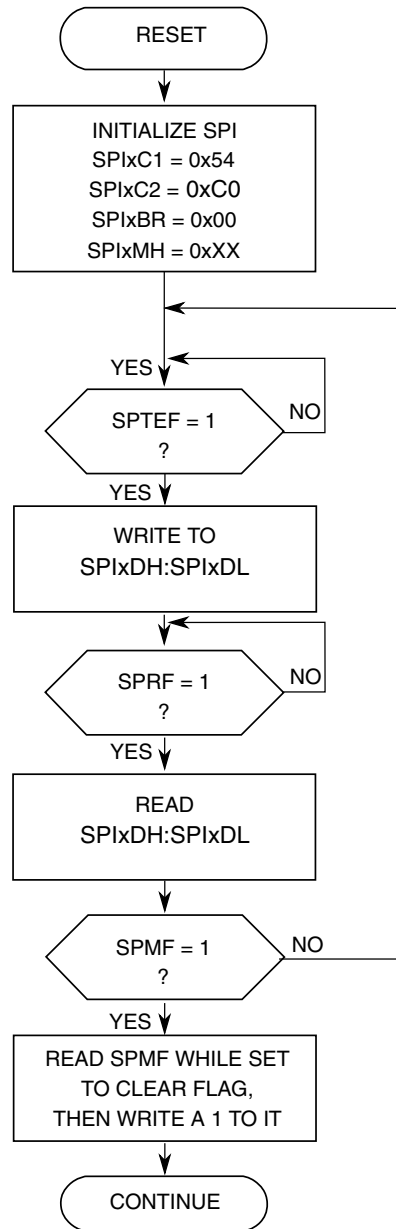 RESET
INITIALIZE SPI
SPIxC1 = 0x54
SPIxC2 = 0xC0
SPIxBR = 0x00
SPIxMH = 0xXX
YES
SPTEF = 1
?
NO
YES
WRITE TO
SPIxDH:SPIxDL
SPRF = 1
?
NO
YES
READ
SPIxDH:SPIxDL
SPMF = 1
?
NO
YES
READ SPMF WHILE SET
TO CLEAR FLAG,
THEN WRITE A 1 TO IT
CONTINUE